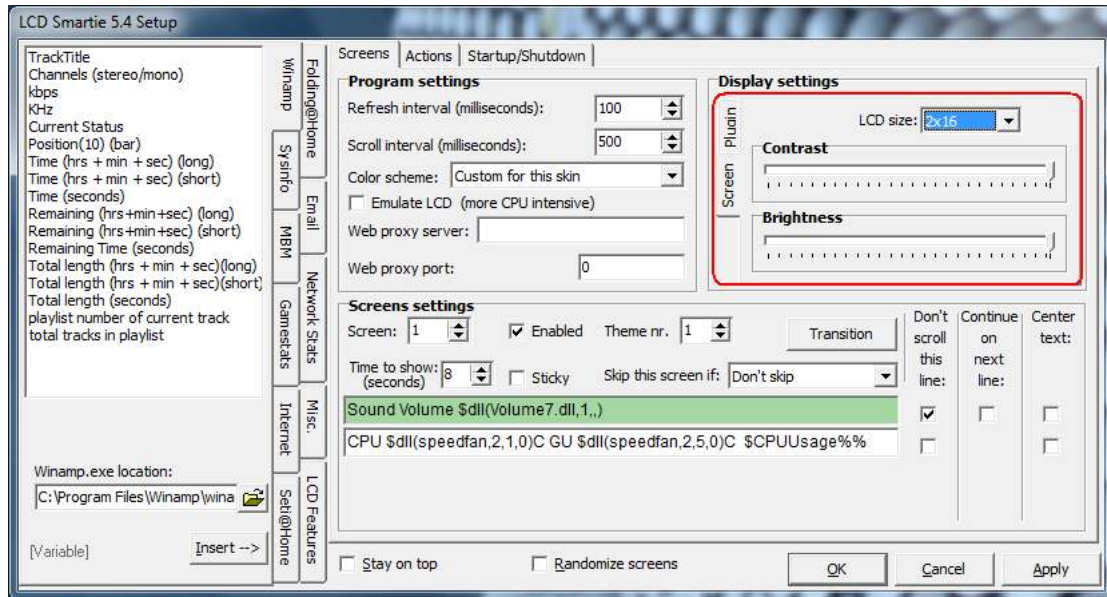 LCD Smartie 5.4 Setup
TrackTitle
Channels (stereo/mono)
kbps
KHz
Current Status
Position(10) (bar)
Time (hrs + min + sec) (long)
Time (hrs + min + sec) (short)
Time (seconds)
Remaining (hrs+min+sec) (long)
Remaining (hrs+min+sec) (short)
Remaining Time (seconds)
Total length (hrs + min + sec)(long)
Total length (hrs + min + sec)(short)
Total length (seconds)
playlist number of current track
total tracks in playlist
Winamp.exe location:
C:\Program Files\Winamp\wina
[Variable]
Insert -->
Winamp
Sysinfo
MBM
Gamestats
Internet
Seti@Home
Folding@Home
Email
Network Stats
Misc.
LCD Features
Screens
Actions
Startup/Shutdown
Program settings
Refresh interval (milliseconds):
100
Scroll interval (milliseconds):
500
Color scheme:
Custom for this skin
Emulate LCD (more CPU intensive)
Web proxy server:
Web proxy port:
0
Display settings
Plugin
Screen
LCD size:
2x16
Contrast
Brightness
Screens settings
Screen:
1
Enabled
Theme nr.
1
Transition
Time to show:
(seconds)
8
Sticky
Skip this screen if:
Don't skip
Don't
scroll
this
line:
Continue
on
next
line:
Center
text:
Sound Volume $dll(Volume7.dll,1,,)
CPU $dll(speedfan,2,1,0)C GU $dll(speedfan,2,5,0)C $CPUUsage%%
Stay on top
Randomize screens
OK
Cancel
Apply